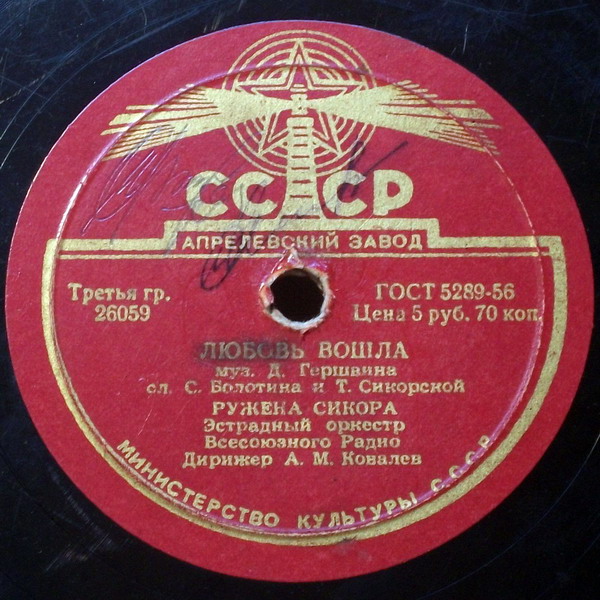 СССР
АПРЕЛЕВСКИЙ ЗАВОД
Третья гр.
26059
ГОСТ 5289-56
Цена 5 руб. 70 коп.
ЛЮБОВЬ ВОШЛА
муз. Д. Гершвина
сл. С. Болотина и Т. Сикорской
РУЖЕНА СИКОРА
Эстрадный оркестр
Всесоюзного Радио
Дирижер А. М. Ковалев
МИНИСТЕРСТВО КУЛЬТУРЫ СССР